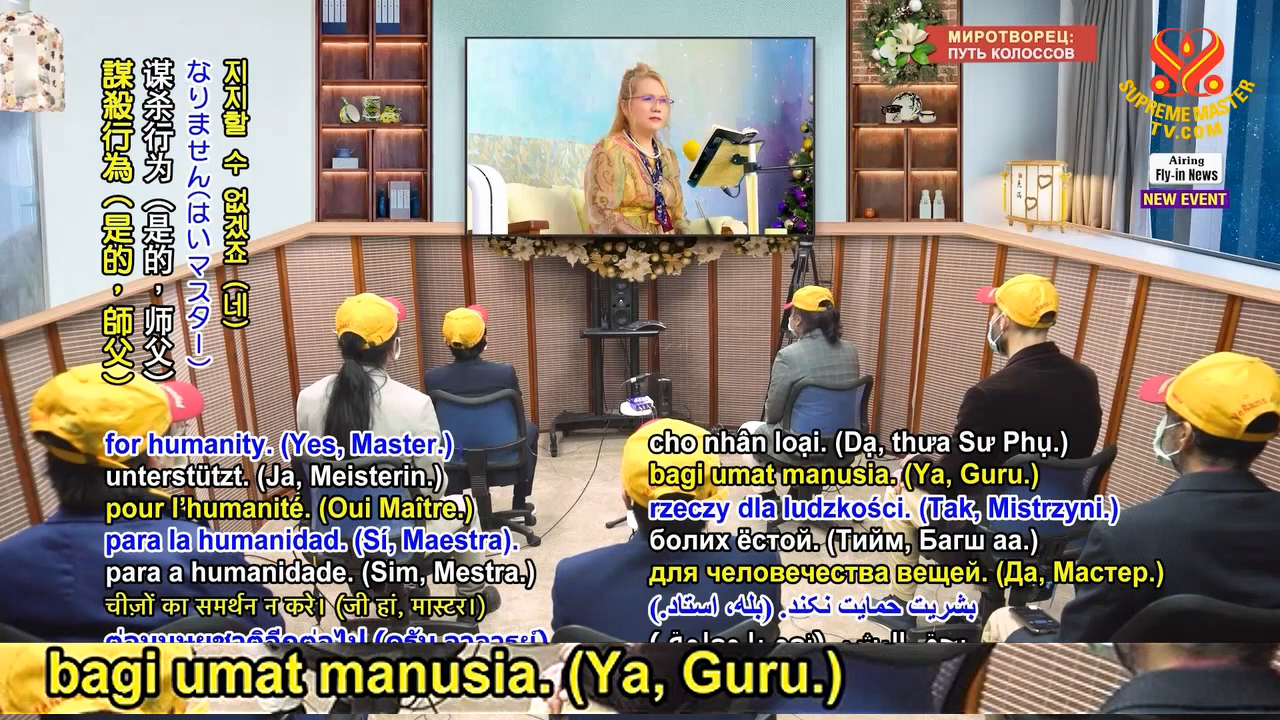 МИРОТВОРЕЦ:
ПУТЬ КОЛОССОВ
SUPREME MASTER
TV.COM
Airing
Fly-in News
NEW EVENT
지지할 수 없겠죠 (네)
なりません(はいマスター)
谋杀行为 (是的,师父)
謀殺行為 (是的,師父)
for humanity. (Yes, Master.)
unterstützt. (Ja, Meisterin.)
pour l’humanité. (Oui Maître.)
para la humanidad. (Sí, Maestra).
para a humanidade. (Sim, Mestra.)
चीज़ों का समर्थन न करे। (जी हां, मास्टर।)
cho nhân loại. (Dạ, thưa Sư Phụ.)
bagi umat manusia. (Ya, Guru.)
rzeczy dla ludzkości. (Tak, Mistrzyni.)
болих ёстой. (Тийм, Багш аа.)
для человечества вещей. (Да, Мастер.)
بشریت حمایت نکند. (بله، استاد.)
bagi umat manusia. (Ya, Guru.)